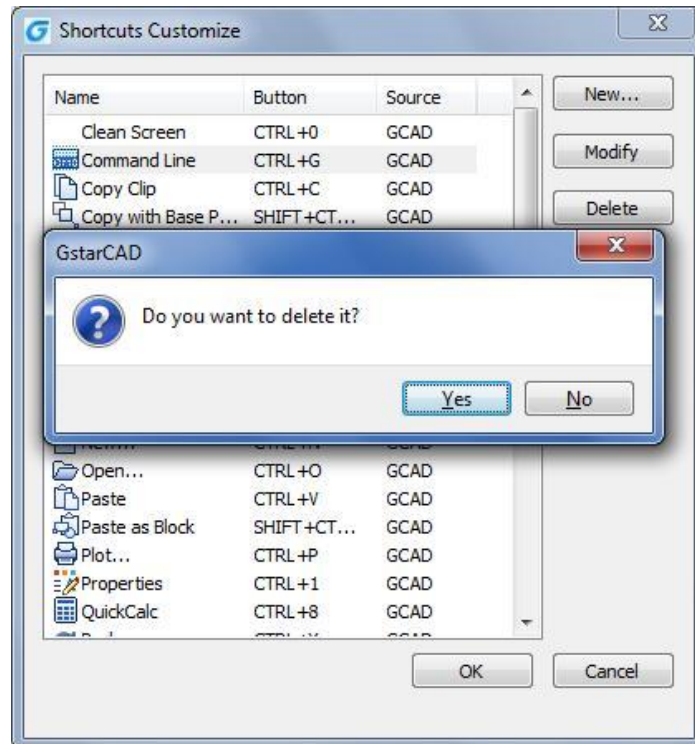 Shortcuts Customize
Name Button Source
New...
Clean Screen CTRL+0 GCAD
Command Line CTRL+G GCAD
Modify
Copy Clip CTRL+C GCAD
Copy with Base P... SHIFT+CT... GCAD
Delete
GstarCAD
Do you want to delete it?
Yes No
Open... CTRL+O GCAD
Paste CTRL+V GCAD
Paste as Block SHIFT+CT... GCAD
Plot... CTRL+P GCAD
Properties CTRL+1 GCAD
QuickCalc CTRL+8 GCAD
OK Cancel